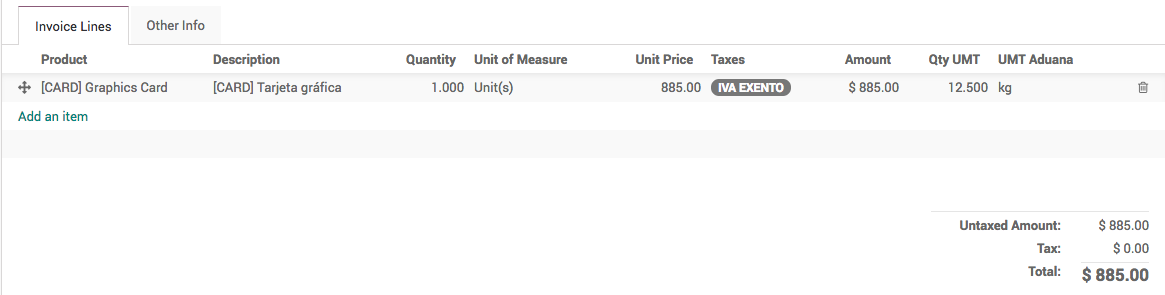 Invoice Lines Other Info
Product Description Quantity Unit of Measure Unit Price Taxes Amount Qty UMT UMT Aduana
[CARD] Graphics Card [CARD] Tarjeta gráfica 1.000 Unit(s) 885.00 IVA EXENTO $ 885.00 12.500 kg
Add an item
Untaxed Amount: $ 885.00
Tax: $ 0.00
Total: $ 885.00